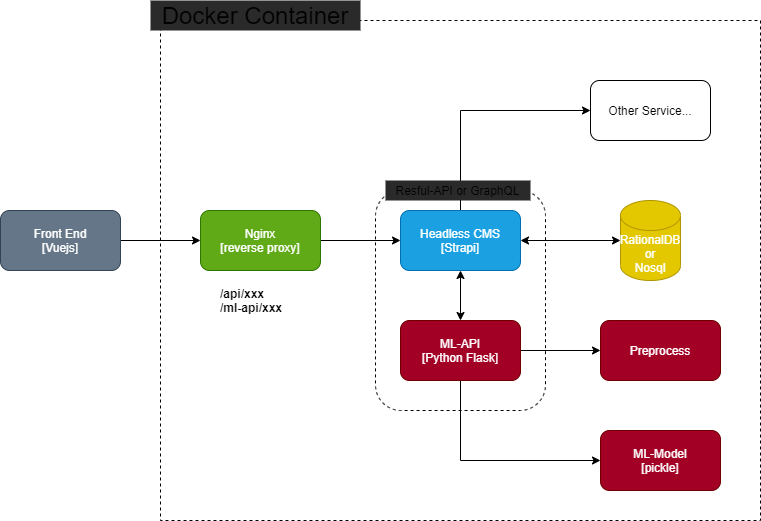 Docker Container
Other Service...
Resful-API or GraphQL
Front End
[Vuejs]
Nginx
[reverse proxy]
Headless CMS
[Strapi]
RationalDB
or
Nosql
/api/xxx
/ml-api/xxx
ML-API
[Python Flask]
Preprocess
ML-Model
[pickle]